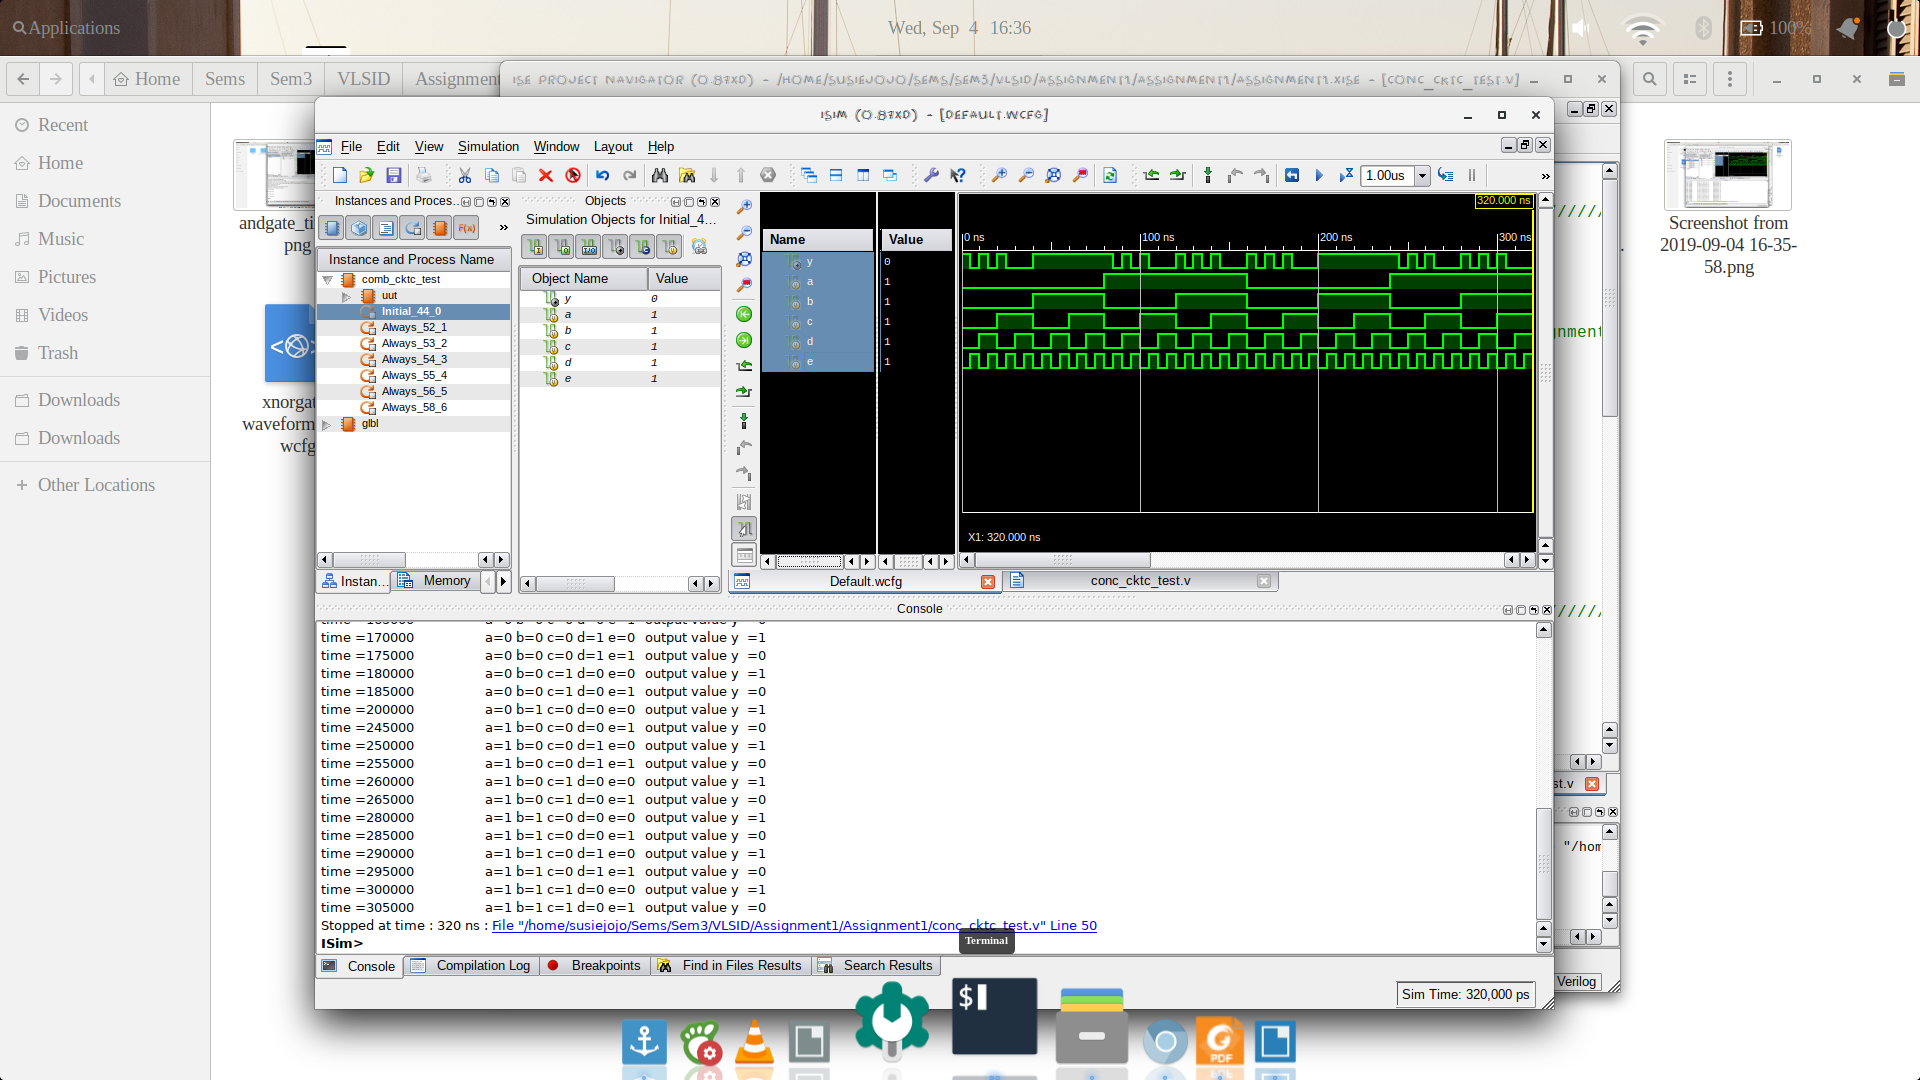 Applications
Wed, Sep 4 16:36
100%
Home
Sems
Sem3
VLSID
Assignment
ISE PROJECT NAVIGATOR (O.87XD) - /HOME/SUSIEJOJO/SEMS/SEM3/VLSID/ASSIGNMENT1/ASSIGNMENT1/ASSIGNMENT1.XISE - [CONC_CKTC_TEST.V]
Recent
Home
Documents
Music
Pictures
Videos
Trash
Downloads
Downloads
Other Locations
andgate_ti
png
xnorgat
waveform
wcfg
Screenshot from
2019-09-04 16-35-
58.png
ISIM (O.87XD) - [DEFAULT.WCFG]
File Edit View Simulation Window Layout Help
1.00us
Instances and Proces..
Instance and Process Name
comb_cktc_test
uut
Initial_44_0
Always_52_1
Always_53_2
Always_54_3
Always_55_4
Always_56_5
Always_58_6
glbl
Instan...
Memory
Objects
Simulation Objects for Initial_4...
Object Name Value
y 0
a 1
b 1
c 1
d 1
e 1
Name Value
y 0
a 1
b 1
c 1
d 1
e 1
320.000 ns
0 ns 100 ns 200 ns 300 ns
X1: 320.000 ns
Default.wcfg
conc_cktc_test.v
Console
time =170000 a=0 b=0 c=0 d=1 e=0 output value y =1
time =175000 a=0 b=0 c=0 d=1 e=1 output value y =0
time =180000 a=0 b=0 c=1 d=0 e=0 output value y =1
time =185000 a=0 b=0 c=1 d=0 e=1 output value y =0
time =200000 a=0 b=1 c=0 d=0 e=0 output value y =1
time =245000 a=1 b=0 c=0 d=0 e=1 output value y =0
time =250000 a=1 b=0 c=0 d=1 e=0 output value y =1
time =255000 a=1 b=0 c=0 d=1 e=1 output value y =0
time =260000 a=1 b=0 c=1 d=0 e=0 output value y =1
time =265000 a=1 b=0 c=1 d=0 e=1 output value y =0
time =280000 a=1 b=1 c=0 d=0 e=0 output value y =1
time =285000 a=1 b=1 c=0 d=0 e=1 output value y =0
time =290000 a=1 b=1 c=0 d=1 e=0 output value y =1
time =295000 a=1 b=1 c=0 d=1 e=1 output value y =0
time =300000 a=1 b=1 c=1 d=0 e=0 output value y =1
time =305000 a=1 b=1 c=1 d=0 e=1 output value y =0
Stopped at time : 320 ns : File "/home/susiejojo/Sems/Sem3/VLSID/Assignment1/Assignment1/conc_cktc_test.v" Line 50
ISim>
Terminal
Console
Compilation Log
Breakpoints
Find in Files Results
Search Results
Sim Time: 320,000 ps
/////
gnment
/////
st.v
"/hom
Verilog
$
PDF